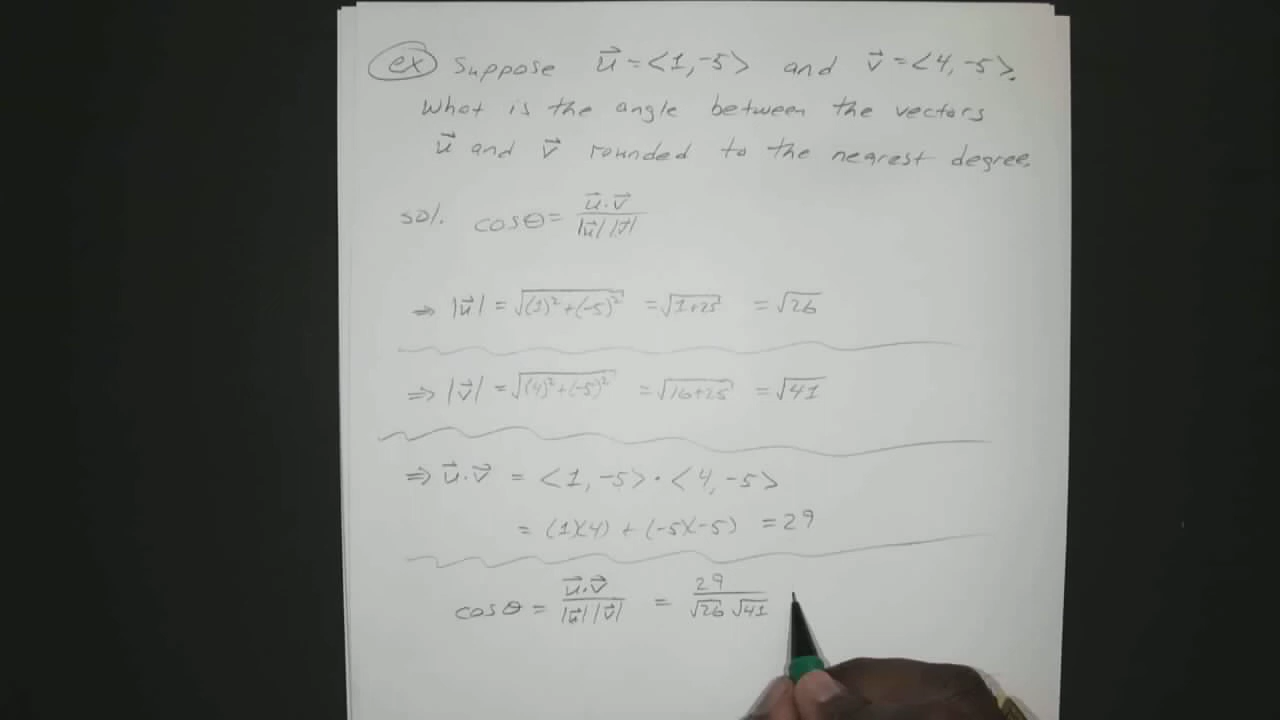 ex Suppose u⃗ = <1, -5> and v⃗ = <4, -5>.
What is the angle between the vectors
u⃗ and v⃗ rounded to the nearest degree.
sol. cosθ = u⃗·v⃗ / |u⃗| |v⃗|
⇒ |u⃗| = √((1)² + (-5)²) = √(1+25) = √26
⇒ |v⃗| = √((4)² + (-5)²) = √(16+25) = √41
⇒ u⃗·v⃗ = <1, -5> · <4, -5>
= (1)(4) + (-5)(-5) = 29
cosθ = u⃗·v⃗ / |u⃗| |v⃗| = 29 / √26 √41